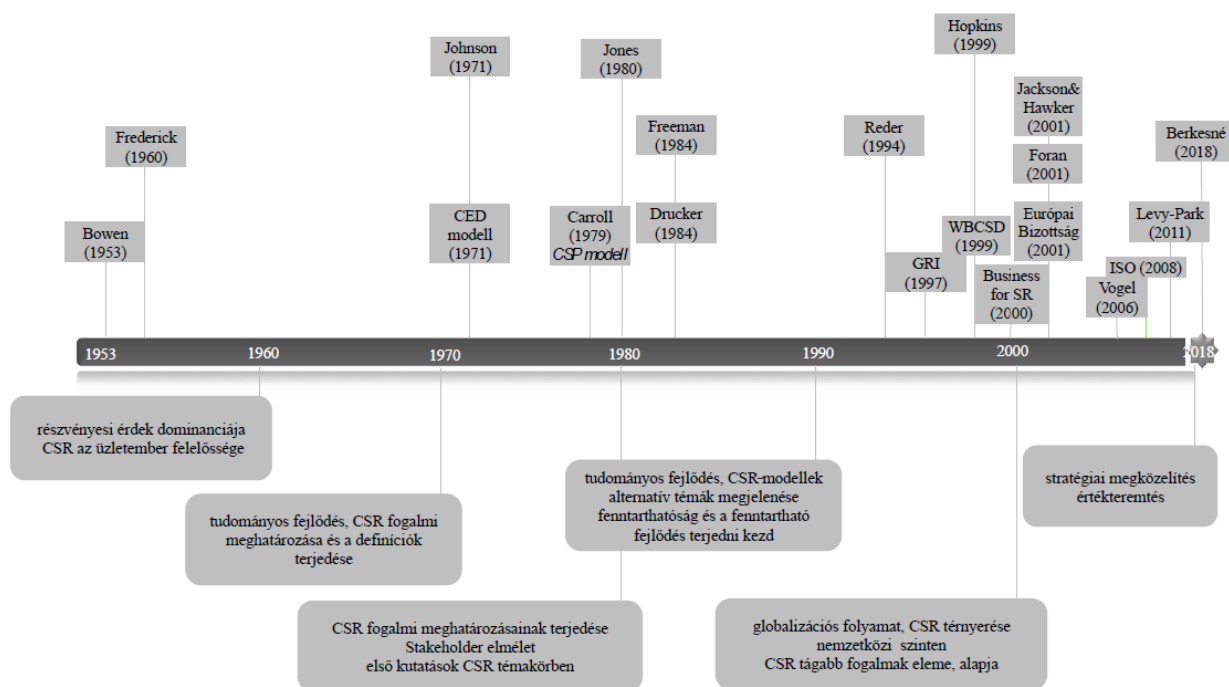 Hopkins
(1999)
Johnson
(1971)
Jones
(1980)
Jackson&
Hawker
(2001)
Frederick
(1960)
Freeman
(1984)
Reder
(1994)
Berkesné
(2018)
Foran
(2001)
Bowen
(1953)
CED
modell
(1971)
Carroll
(1979)
CSP modell
Drucker
(1984)
WBCSD
(1999)
Európai
Bizottság
(2001)
Levy-Park
(2011)
GRI
(1997)
Business
for SR
(2000)
ISO (2008)
Vogel
(2006)
1953
1960
1970
1980
1990
2000
2018
részvényesi érdek dominanciája
CSR az üzletember felelőssége
tudományos fejlődés, CSR fogalmi
meghatározása és a definíciók
terjedése
tudományos fejlődés, CSR-modellek
alternatív témák megjelenése
fenntarthatóság és a fenntartható
fejlődés terjedni kezd
stratégiai megközelítés
értékteremtés
CSR fogalmi meghatározásainak terjedése
Stakeholder elmélet
első kutatások CSR témakörben
globalizációs folyamat, CSR térnyerése
nemzetközi szinten
CSR tágabb fogalmak eleme, alapja